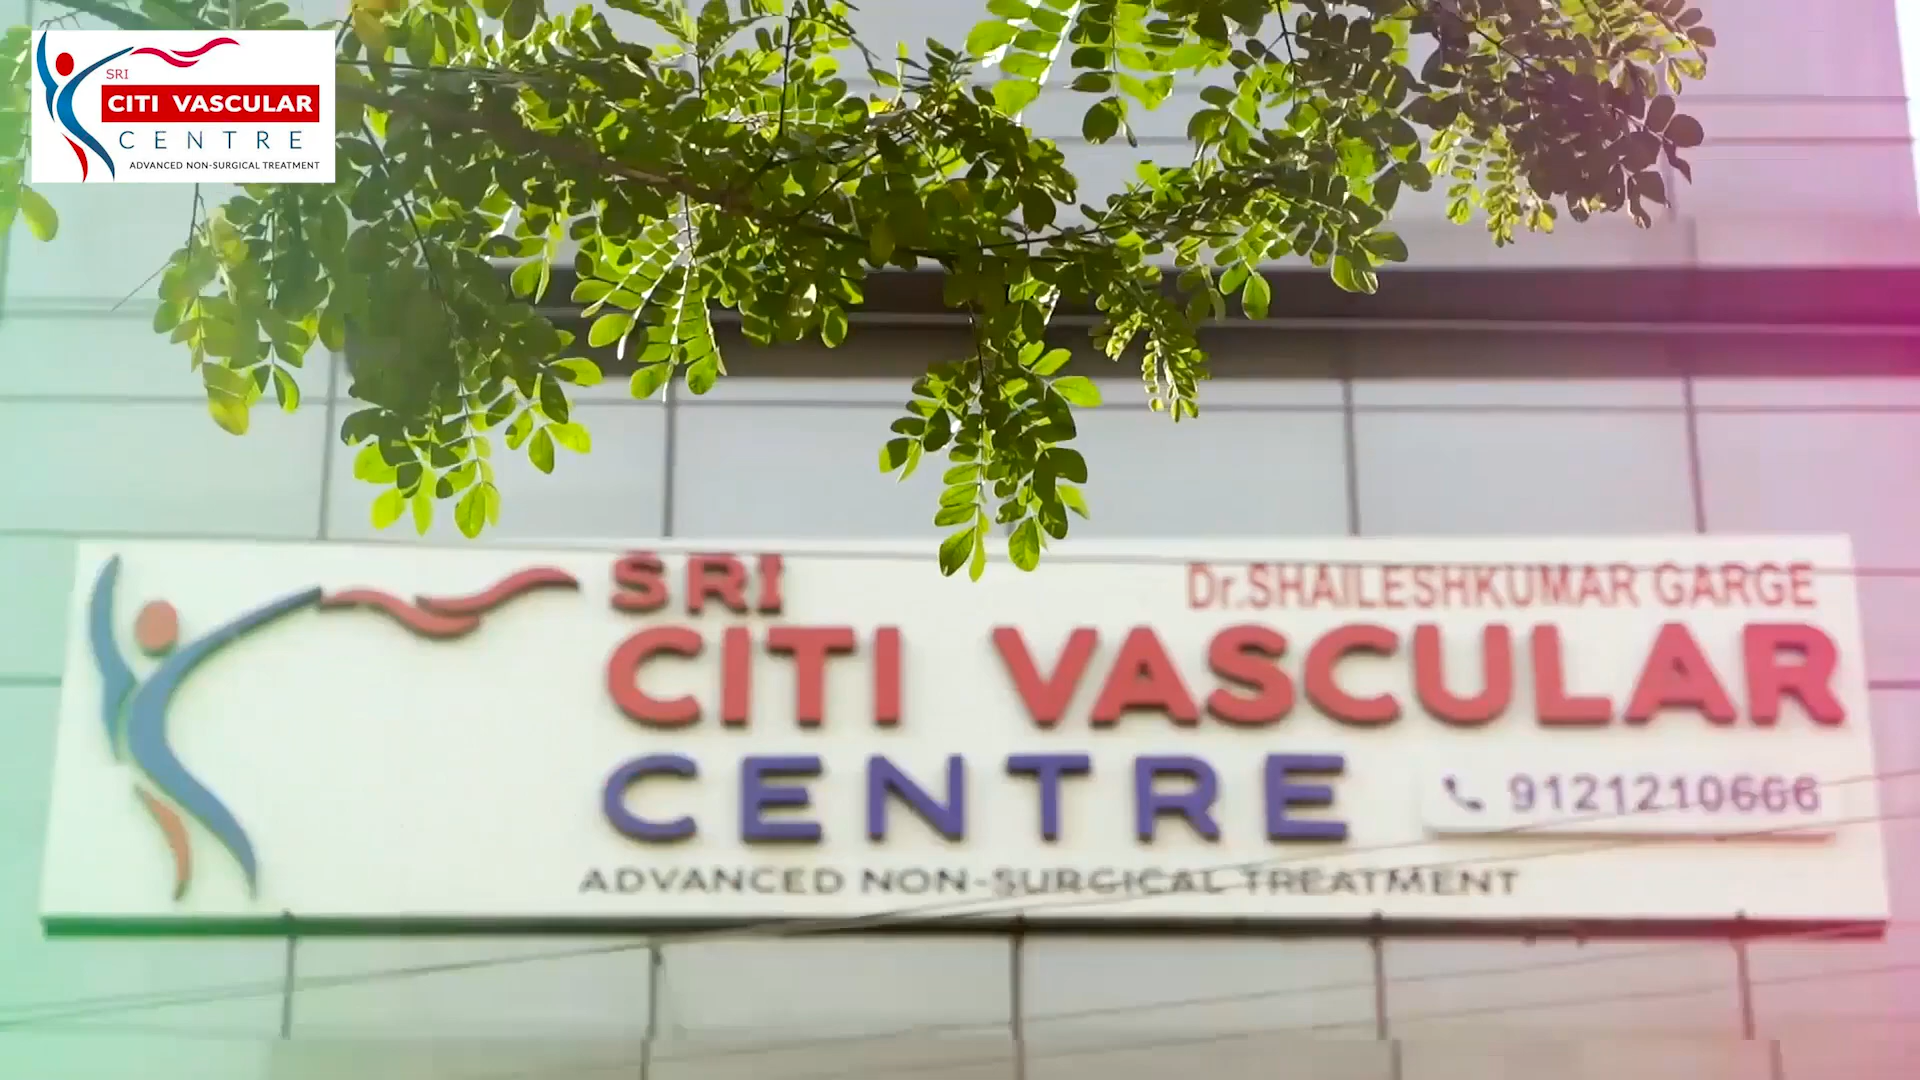 SRI
CITI VASCULAR
CENTRE
ADVANCED NON-SURGICAL TREATMENT
SRI
Dr.SHAILESHKUMAR GARGE
CITI VASCULAR
CENTRE
9121210666
ADVANCED NON-SURGICAL TREATMENT